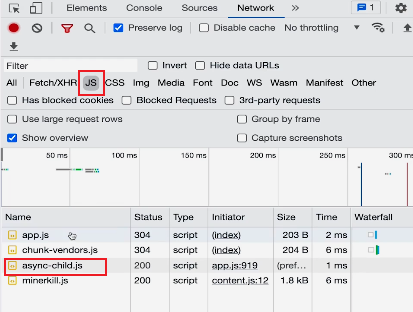 Elements Console Sources Network » 1
Preserve log Disable cache No throttling
Filter Invert Hide data URLs
All Fetch/XHR JS CSS Img Media Font Doc WS Wasm Manifest Other
Has blocked cookies Blocked Requests 3rd-party requests
Use large request rows Group by frame
Show overview Capture screenshots
50 ms 100 ms 150 ms 200 ms 250 ms 300 ms
Name Status Type Initiator Size Time Waterfall
app.js 304 script (index) 203 B 2 ms
chunk-vendors.js 304 script (index) 204 B 6 ms
async-child.js 200 script app.js:919 (pref... 1 ms
minerkill.js 200 script content.js:12 1.8 kB 6 ms